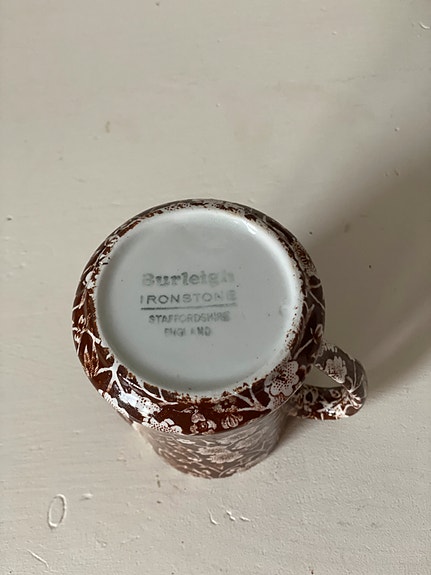 Burleigh
IRONSTONE
STAFFORDSHIRE
ENGLAND